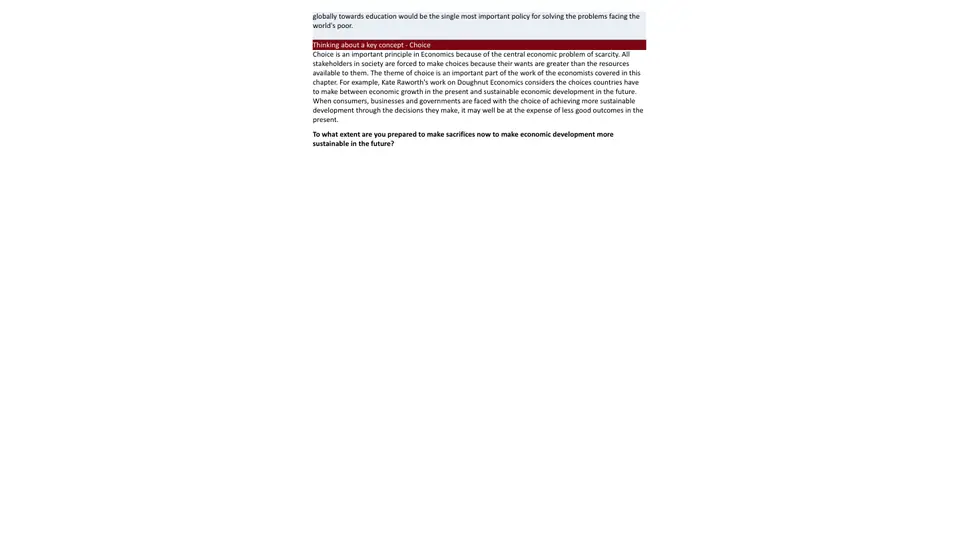 globally towards education would be the single most important policy for solving the problems facing the
world's poor.
Thinking about a key concept - Choice
Choice is an important principle in Economics because of the central economic problem of scarcity. All
stakeholders in society are forced to make choices because their wants are greater than the resources
available to them. The theme of choice is an important part of the work of the economists covered in this
chapter. For example, Kate Raworth's work on Doughnut Economics considers the choices countries have
to make between economic growth in the present and sustainable economic development in the future.
When consumers, businesses and governments are faced with the choice of achieving more sustainable
development through the decisions they make, it may well be at the expense of less good outcomes in the
present.
To what extent are you prepared to make sacrifices now to make economic development more
sustainable in the future?